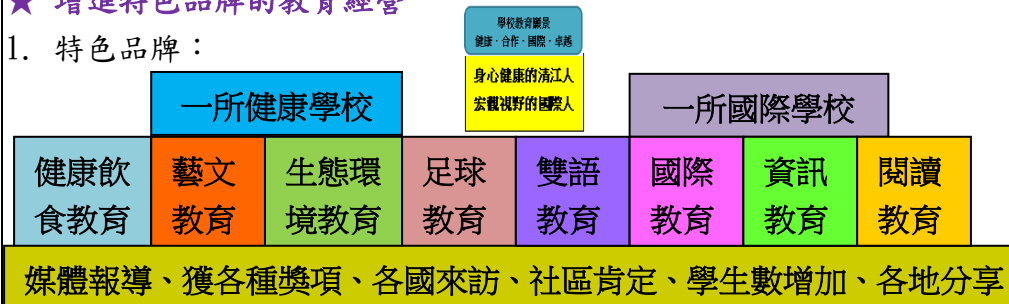 ★ 增進特色品牌的教育經營
1. 特色品牌：
學校教育願景
健康‧合作‧國際‧卓越
身心健康的清江人
宏觀視野的國際人
一所健康學校
一所國際學校
健康飲
食教育
藝文
教育
生態環
境教育
足球
教育
雙語
教育
國際
教育
資訊
教育
閱讀
教育
媒體報導、獲各種獎項、各國來訪、社區肯定、學生數增加、各地分享